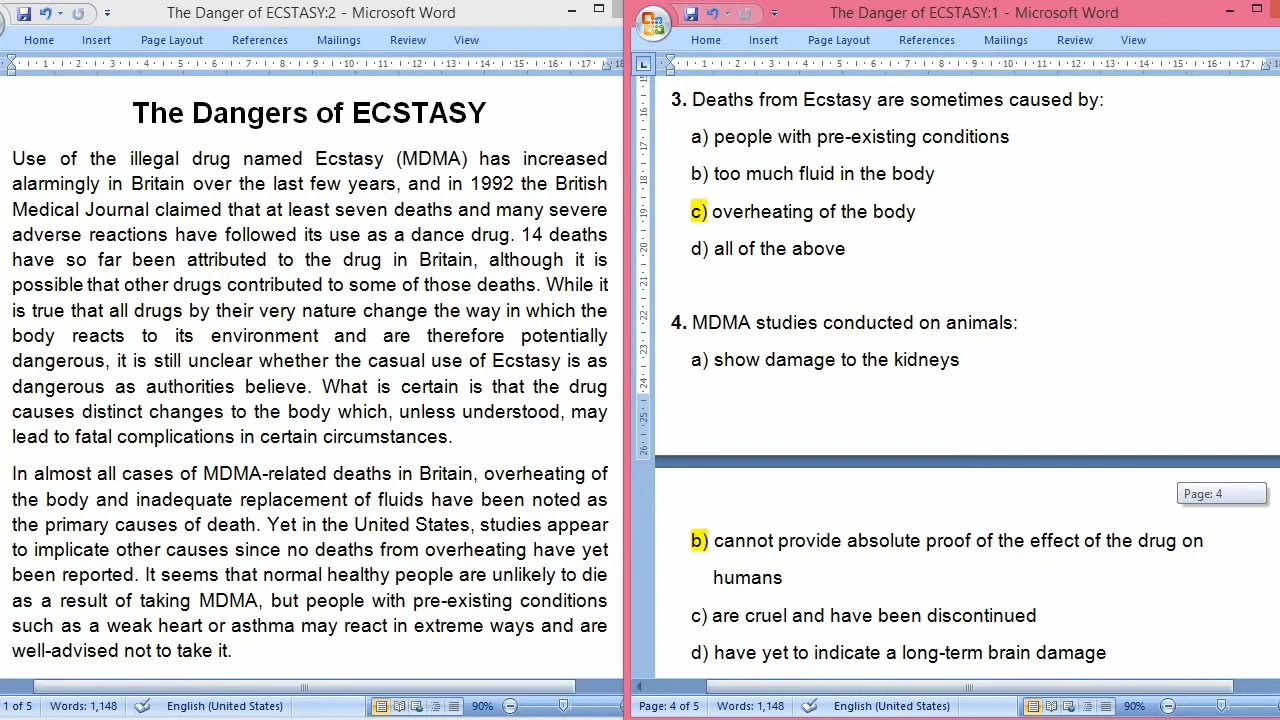 The Danger of ECSTASY:2 - Microsoft Word
Home Insert Page Layout References Mailings Review View
The Dangers of ECSTASY
Use of the illegal drug named Ecstasy (MDMA) has increased
alarmingly in Britain over the last few years, and in 1992 the British
Medical Journal claimed that at least seven deaths and many severe
adverse reactions have followed its use as a dance drug. 14 deaths
have so far been attributed to the drug in Britain, although it is
possible that other drugs contributed to some of those deaths. While it
is true that all drugs by their very nature change the way in which the
body reacts to its environment and are therefore potentially
dangerous, it is still unclear whether the casual use of Ecstasy is as
dangerous as authorities believe. What is certain is that the drug
causes distinct changes to the body which, unless understood, may
lead to fatal complications in certain circumstances.
In almost all cases of MDMA-related deaths in Britain, overheating of
the body and inadequate replacement of fluids have been noted as
the primary causes of death. Yet in the United States, studies appear
to implicate other causes since no deaths from overheating have yet
been reported. It seems that normal healthy people are unlikely to die
as a result of taking MDMA, but people with pre-existing conditions
such as a weak heart or asthma may react in extreme ways and are
well-advised not to take it.
1 of 5 Words: 1,148 English (United States) 90%
The Danger of ECSTASY:1 - Microsoft Word
Home Insert Page Layout References Mailings Review View
3. Deaths from Ecstasy are sometimes caused by:
a) people with pre-existing conditions
b) too much fluid in the body
c) overheating of the body
d) all of the above
4. MDMA studies conducted on animals:
a) show damage to the kidneys
Page: 4
b) cannot provide absolute proof of the effect of the drug on
humans
c) are cruel and have been discontinued
d) have yet to indicate a long-term brain damage
Page: 4 of 5 Words: 1,148 English (United States) 90%